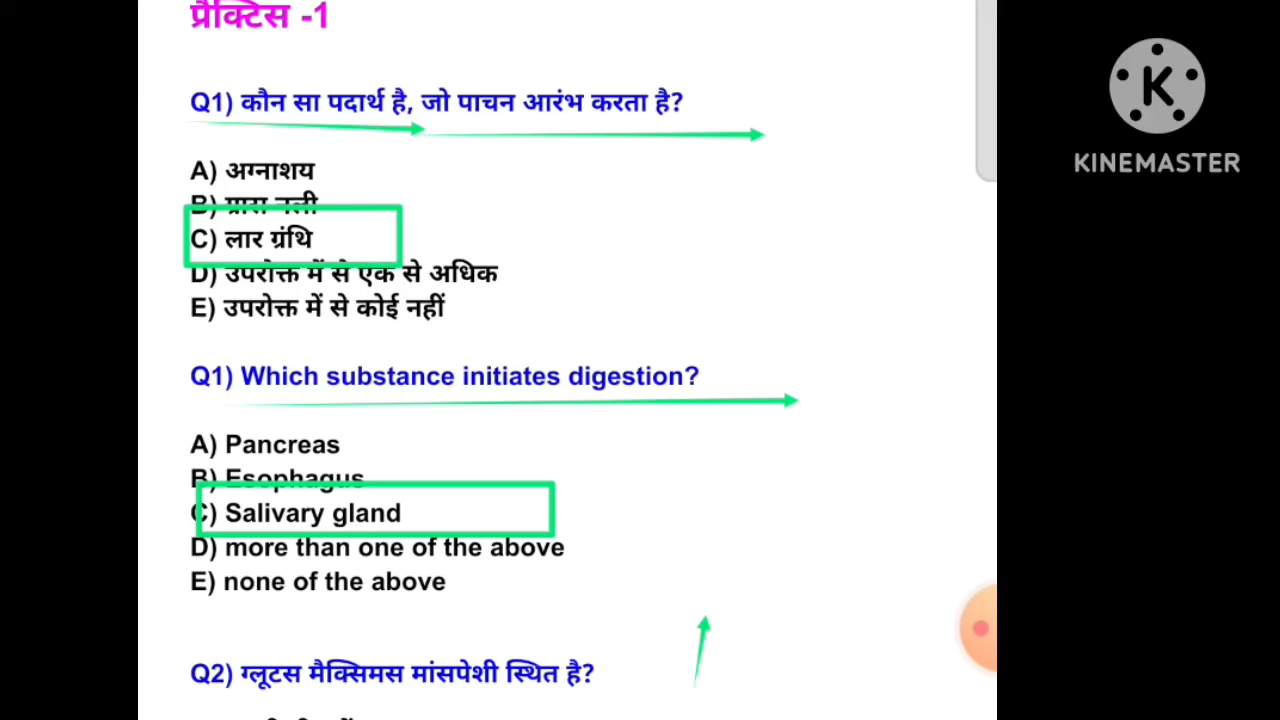 प्रैक्टिस -1
Q1) कौन सा पदार्थ है, जो पाचन आरंभ करता है?
A) अग्नाशय
B) ग्रास नली
C) लार ग्रंथि
D) उपरोक्त में से एक से अधिक
E) उपरोक्त में से कोई नहीं
Q1) Which substance initiates digestion?
A) Pancreas
B) Esophagus
C) Salivary gland
D) more than one of the above
E) none of the above
Q2) ग्लूटस मैक्सिमस मांसपेशी स्थित है?
K
KINEMASTER